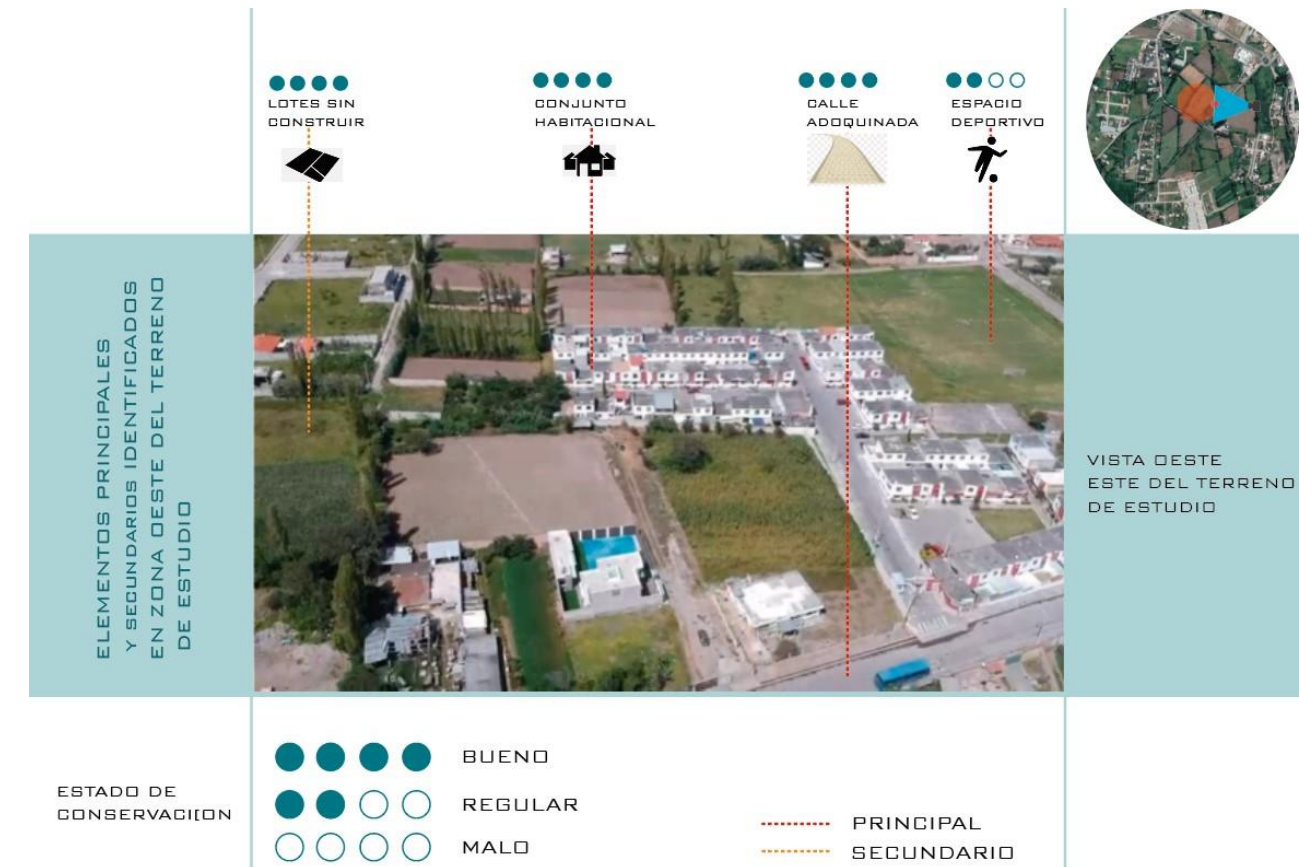 LOTES SIN
CONSTRUIR
CONJUNTO
HABITACIONAL
CALLE
ADOQUINADA
ESPACIO
DEPORTIVO
ELEMENTOS PRINCIPALES
Y SECUNDARIOS IDENTIFICADOS
EN ZONA OESTE DEL TERRENO
DE ESTUDIO
VISTA OESTE
ESTE DEL TERRENO
DE ESTUDIO
ESTADO DE
CONSERVACI[ON
BUENO
REGULAR
MALO
PRINCIPAL
SECUNDARIO